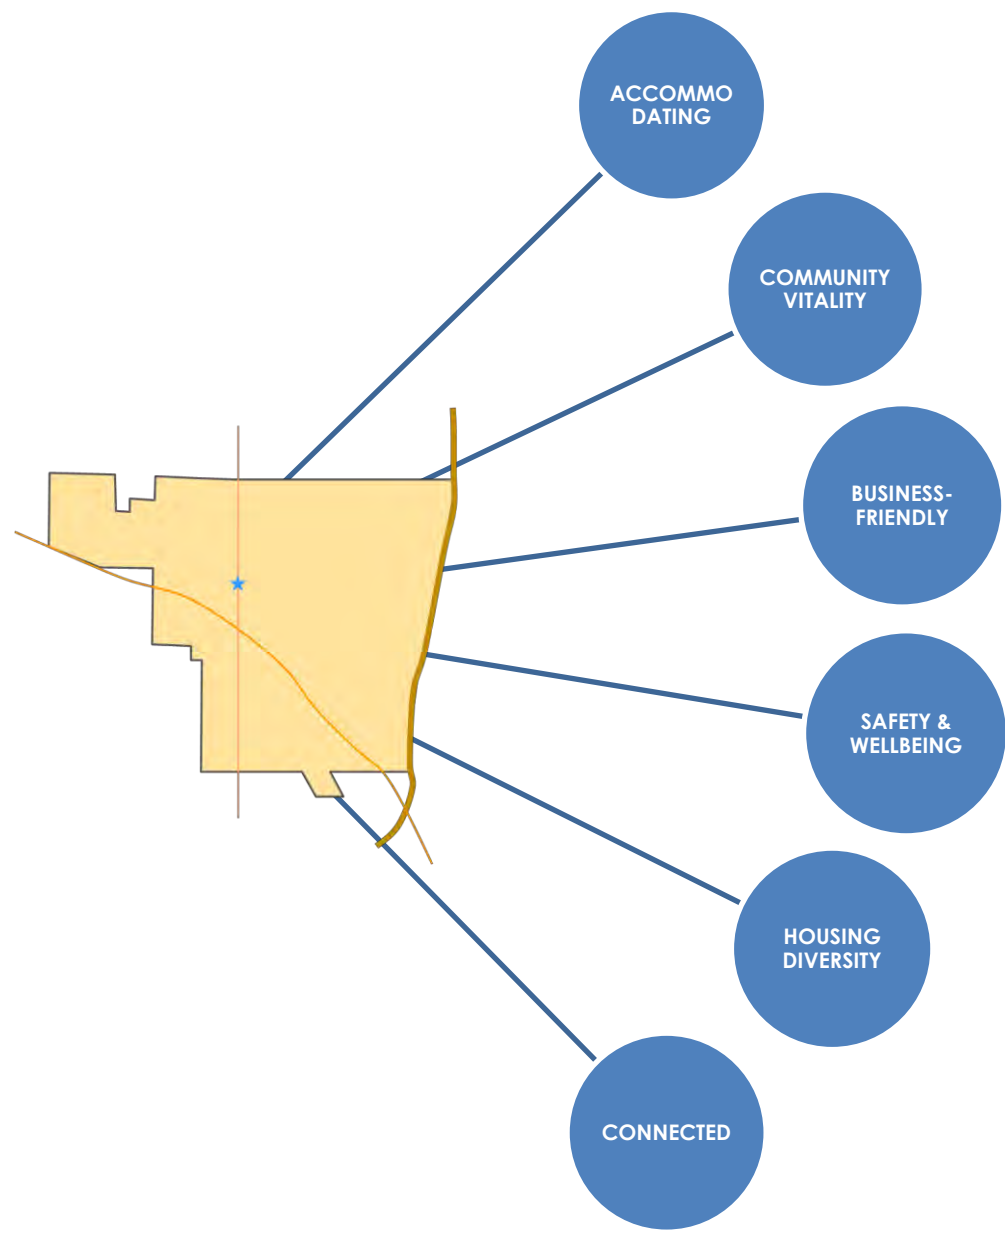 ACCOMMO
DATING
COMMUNITY
VITALITY
BUSINESS-
FRIENDLY
SAFETY &
WELLBEING
HOUSING
DIVERSITY
CONNECTED